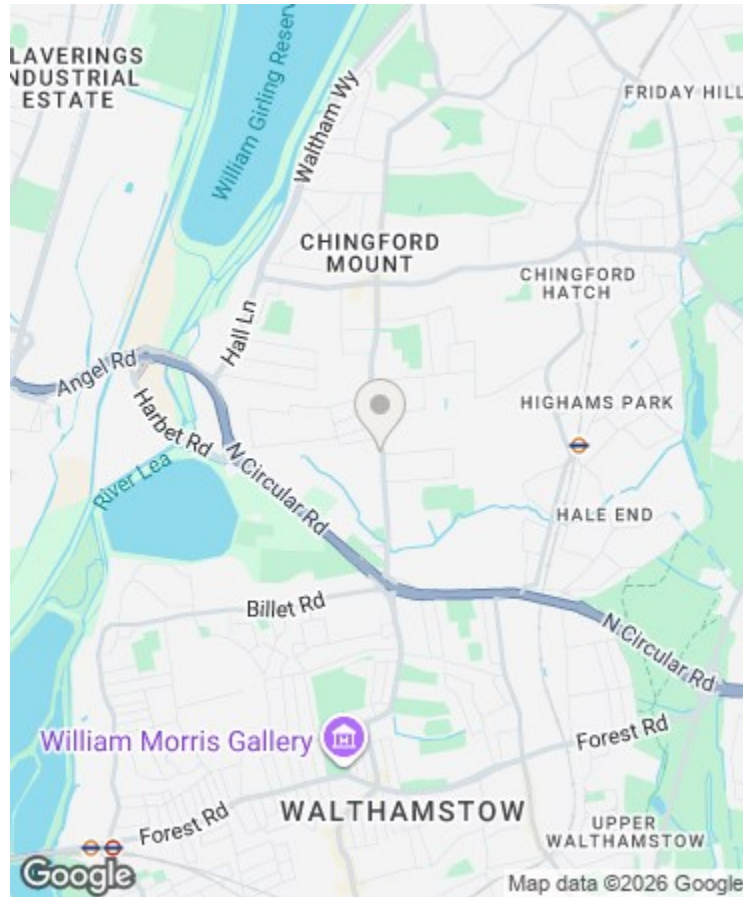 LAVERINGS
NDUSTRIAL
ESTATE
William Girling Reserv
Waltham Wy
FRIDAY HILL
CHINGFORD
MOUNT
CHINGFORD
HATCH
Hall Ln
Angel Rd
Harbet Rd
HIGHAMS PARK
N Circular Rd
River Lea
HALE END
Billet Rd
N Circular Rd
William Morris Gallery
Forest Rd
Forest Rd
WALTHAMSTOW
UPPER
WALTHAMSTOW
Google
Map data ©2026 Google